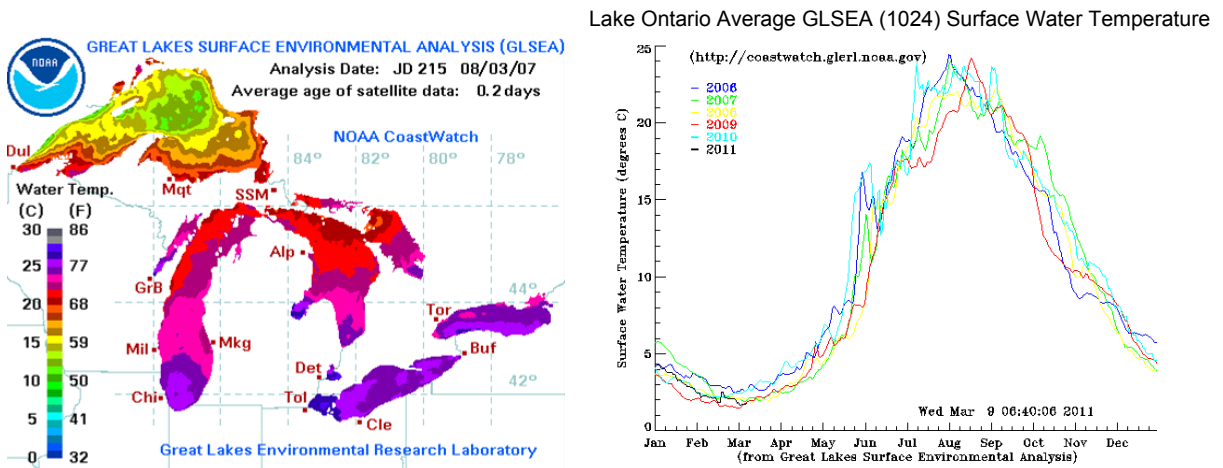 Lake Ontario Average GLSEA (1024) Surface Water Temperature
NOAA
GREAT LAKES SURFACE ENVIRONMENTAL ANALYSIS (GLSEA)
Analysis Date: JD 215 08/03/07
Average age of satellite data: 0.2 days
NOAA CoastWatch
84° 82° 80° 78°
Dul
Mqt
SSM
Water Temp.
(C) (F)
30 86
25 77
20 68
15 59
10 50
5 41
0 32
Alp
GrB
44°
Tor
Mil
Mkg
Buf
Det
42°
Chi
Tol
Cle
Great Lakes Environmental Research Laboratory
(http://coastwatch.glerl.noaa.gov)
2006
2007
2008
2009
2010
2011
Surface Water Temperature (degrees C)
25
20
15
10
5
0
Wed Mar 9 06:40:06 2011
Jan Feb Mar Apr May Jun Jul Aug Sep Oct Nov Dec
(from Great Lakes Surface Environmental Analysis)